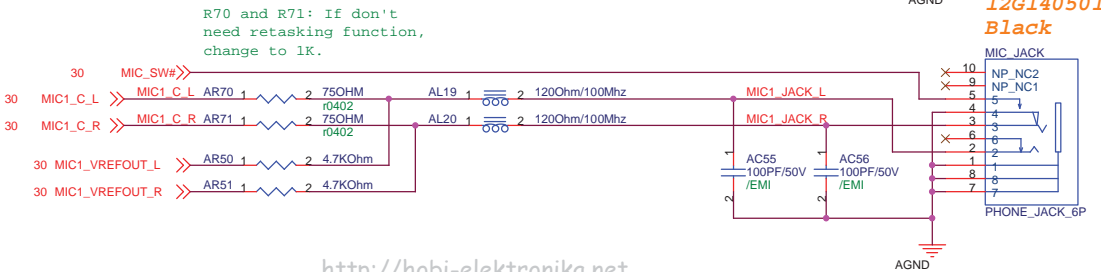 AGND
12G140501
Black
R70 and R71: If don't
need retasking function,
change to 1K.
MIC_JACK
30 MIC_SW#
10 NP_NC2
9 NP_NC1
30 MIC1_C_L MIC1_C_L AR70 1 2 75OHM AL19 1 2 120Ohm/100Mhz MIC1_JACK_L 5 5
r0402
4 4
30 MIC1_C_R MIC1_C_R AR71 1 2 75OHM AL20 1 2 120Ohm/100Mhz MIC1_JACK_R 3 3
r0402
6 6
2 2
30 MIC1_VREFOUT_L AR50 1 2 4.7KOhm
1 AC55 1 AC56 1 1
100PF/50V 100PF/50V 8 8
30 MIC1_VREFOUT_R AR51 1 2 4.7KOhm
/EMI /EMI 7 7
2 2
PHONE_JACK_6P
AGND
http://hobi-elektronika.net